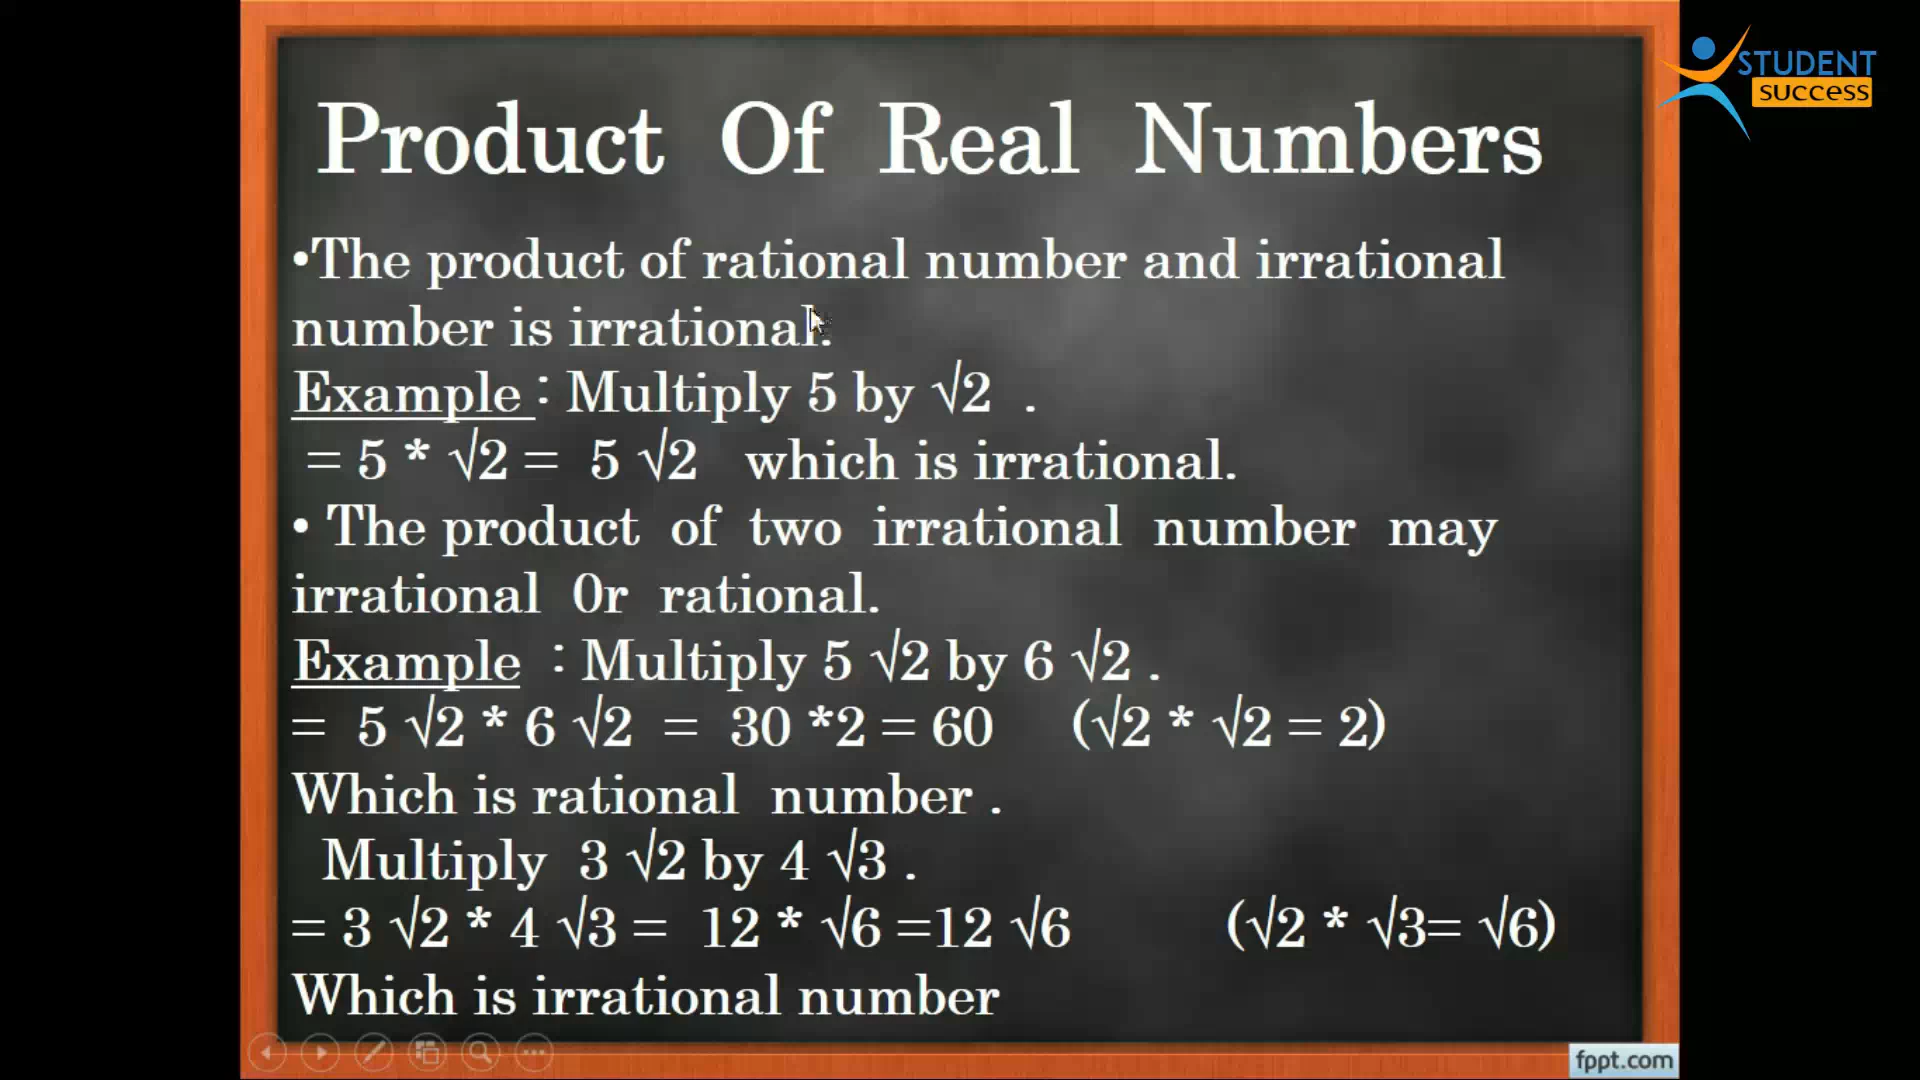 STUDENT
success
Product Of Real Numbers
•The product of rational number and irrational
number is irrational.
Example : Multiply 5 by √2 .
= 5 * √2 = 5 √2 which is irrational.
• The product of two irrational number may
irrational 0r rational.
Example : Multiply 5 √2 by 6 √2 .
= 5 √2 * 6 √2 = 30 *2 = 60 (√2 * √2 = 2)
Which is rational number .
Multiply 3 √2 by 4 √3 .
= 3 √2 * 4 √3 = 12 * √6 =12 √6 (√2 * √3= √6)
Which is irrational number
fppt.com